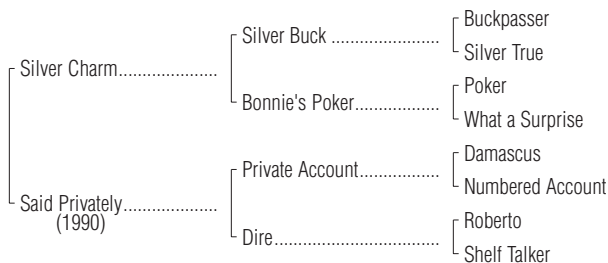 Buckpasser
Silver Buck ....................
Silver True
Silver Charm....................
Poker
Bonnie's Poker.................
What a Surprise
Damascus
Private Account................
Numbered Account
Said Privately...................
(1990)
Roberto
Dire..................................
Shelf Talker